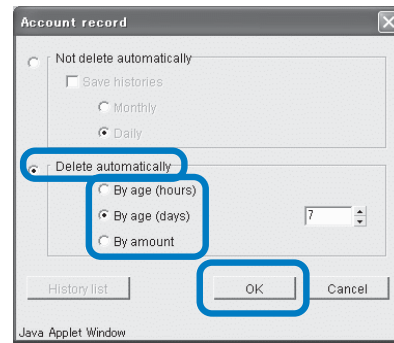 Account record
Not delete automatically
Save histories
Monthly
Daily
Delete automatically
By age (hours)
By age (days)
7
By amount
History list
OK
Cancel
Java Applet Window